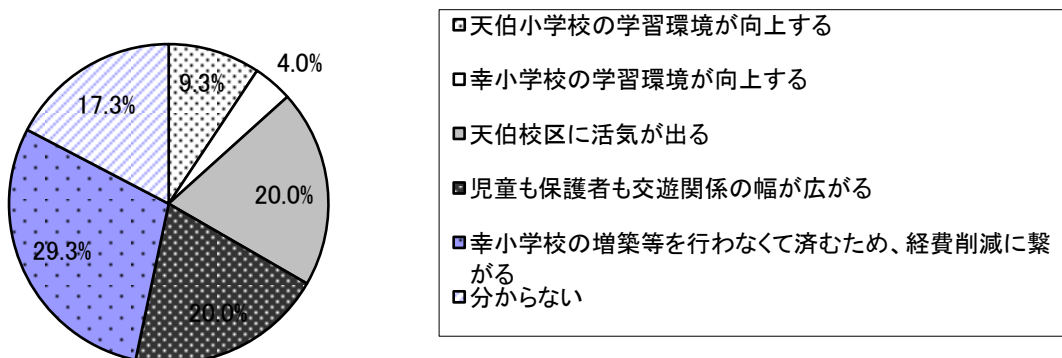 9.3%
4.0%
20.0%
20.0%
29.3%
17.3%
天伯小学校の学習環境が向上する
幸小学校の学習環境が向上する
天伯校区に活気が出る
児童も保護者も交遊関係の幅が広がる
幸小学校の増築等を行わなくて済むため、経費削減に繋
がる
分からない